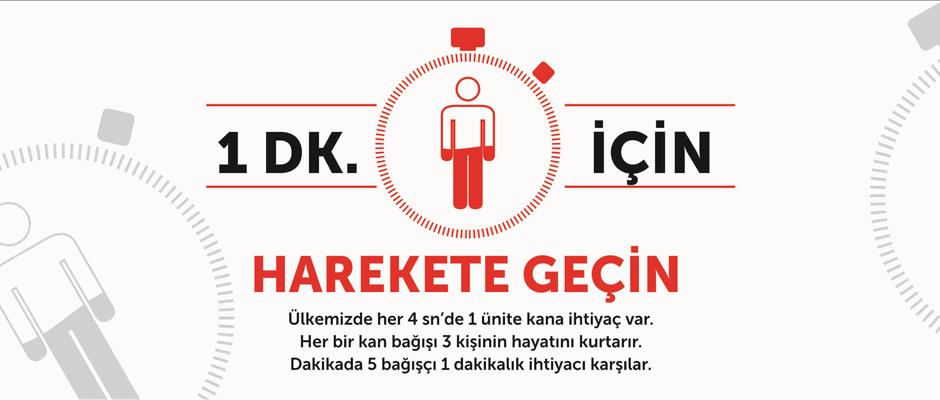 1 DK. İÇİN
HAREKETE GEÇİN
Ülkemizde her 4 sn’de 1 ünite kana ihtiyaç var.
Her bir kan bağışı 3 kişinin hayatını kurtarır.
Dakikada 5 bağışçı 1 dakikalık ihtiyacı karşılar.